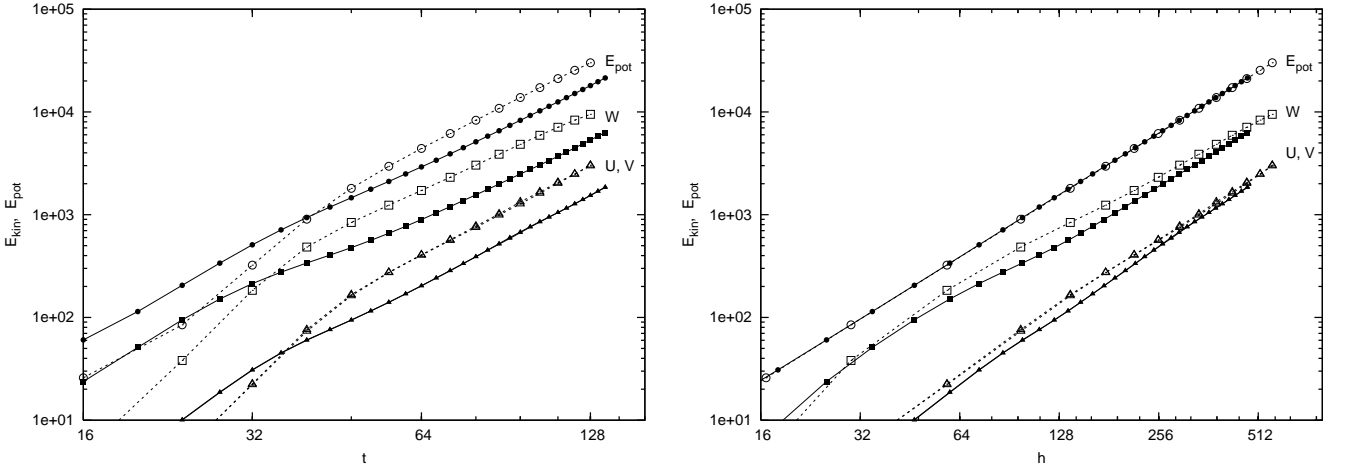 1e+05
1e+04
1e+03
1e+02
1e+01
16
32
64
128
t
E_kin, E_pot
E_pot
W
U, V
1e+05
1e+04
1e+03
1e+02
1e+01
16
32
64
128
256
512
h
E_kin, E_pot
E_pot
W
U, V